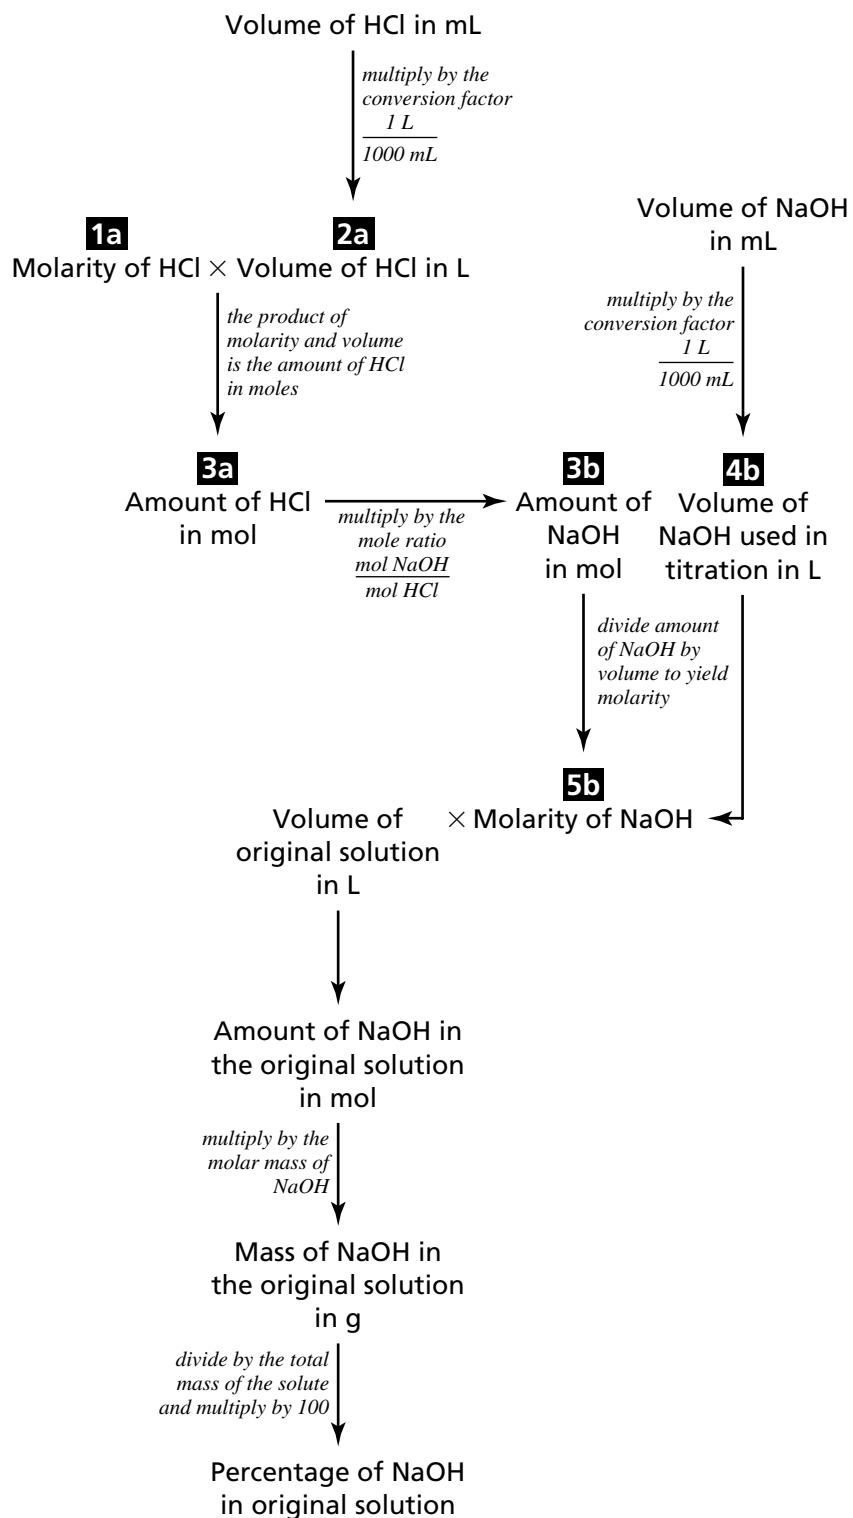 Volume of HCl in mL
multiply by the
conversion factor
1 L
1000 mL
1a
2a
Molarity of HCl × Volume of HCl in L
Volume of NaOH
in mL
the product of
molarity and volume
is the amount of HCl
in moles
multiply by the
conversion factor
1 L
1000 mL
3a
Amount of HCl
in mol
multiply by the
mole ratio
mol NaOH
mol HCl
3b
Amount of
NaOH
in mol
4b
Volume of
NaOH used in
titration in L
divide amount
of NaOH by
volume to yield
molarity
5b
Volume of × Molarity of NaOH
original solution
in L
Amount of NaOH in
the original solution
in mol
multiply by the
molar mass of
NaOH
Mass of NaOH in
the original solution
in g
divide by the total
mass of the solute
and multiply by 100
Percentage of NaOH
in original solution